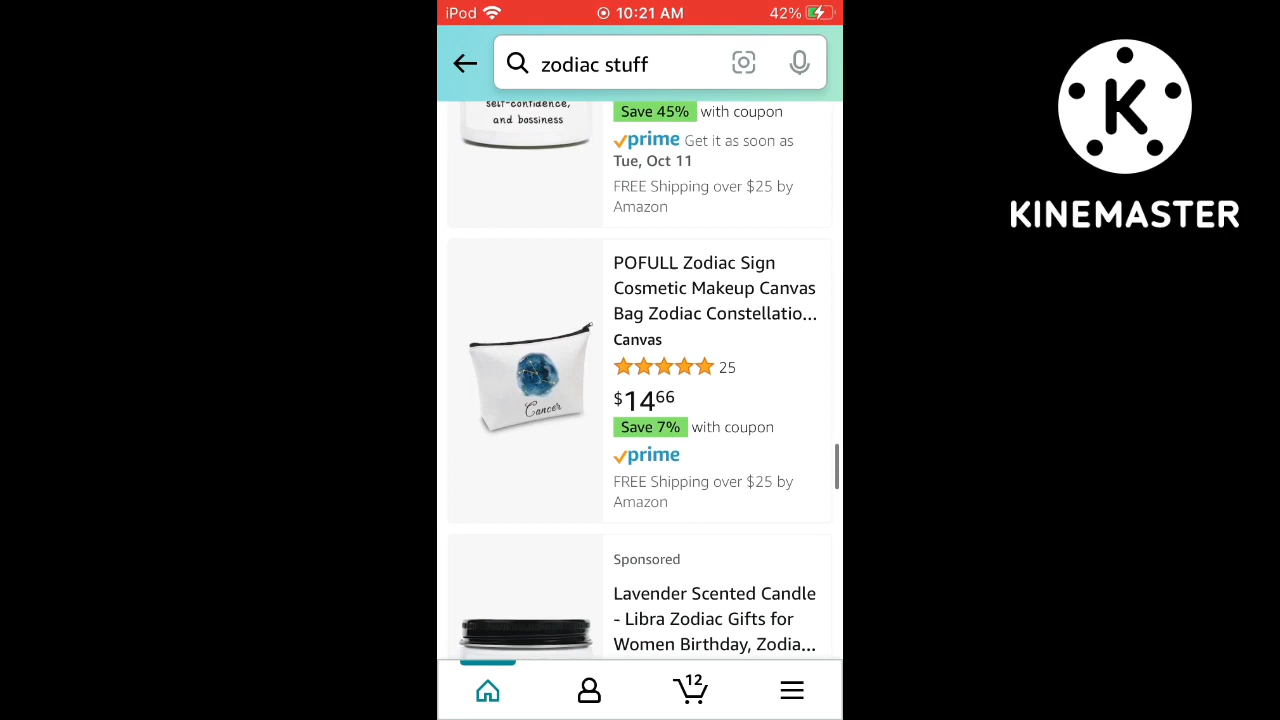 iPod 10:21 AM 42%
zodiac stuff
self-confidence,
and bossiness
Save 45% with coupon
prime Get it as soon as
Tue, Oct 11
FREE Shipping over $25 by
Amazon
POFULL Zodiac Sign
Cosmetic Makeup Canvas
Bag Zodiac Constellatio...
Canvas
25
$1466
Save 7% with coupon
prime
FREE Shipping over $25 by
Amazon
Cancer
Sponsored
Lavender Scented Candle
- Libra Zodiac Gifts for
Women Birthday, Zodia...
12
K
KINEMASTER